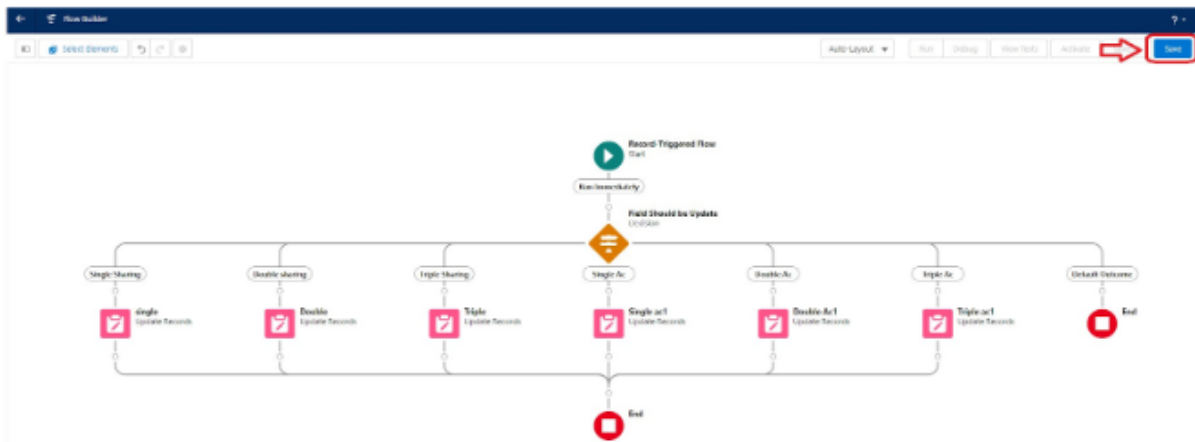 Flow Builder
?
Select Elements
Auto-Layout
Run
Debug
View Tests
Activate
Save
Record-Triggered Flow
Start
Run Immediately
Field Should be Update
Decision
Single Sharing
Double sharing
Triple Sharing
Single Ac
Double Ac
Triple Ac
Default Outcome
single
Update Records
Double
Update Records
Triple
Update Records
Single ac1
Update Records
Double Ac1
Update Records
Triple ac1
Update Records
End
End